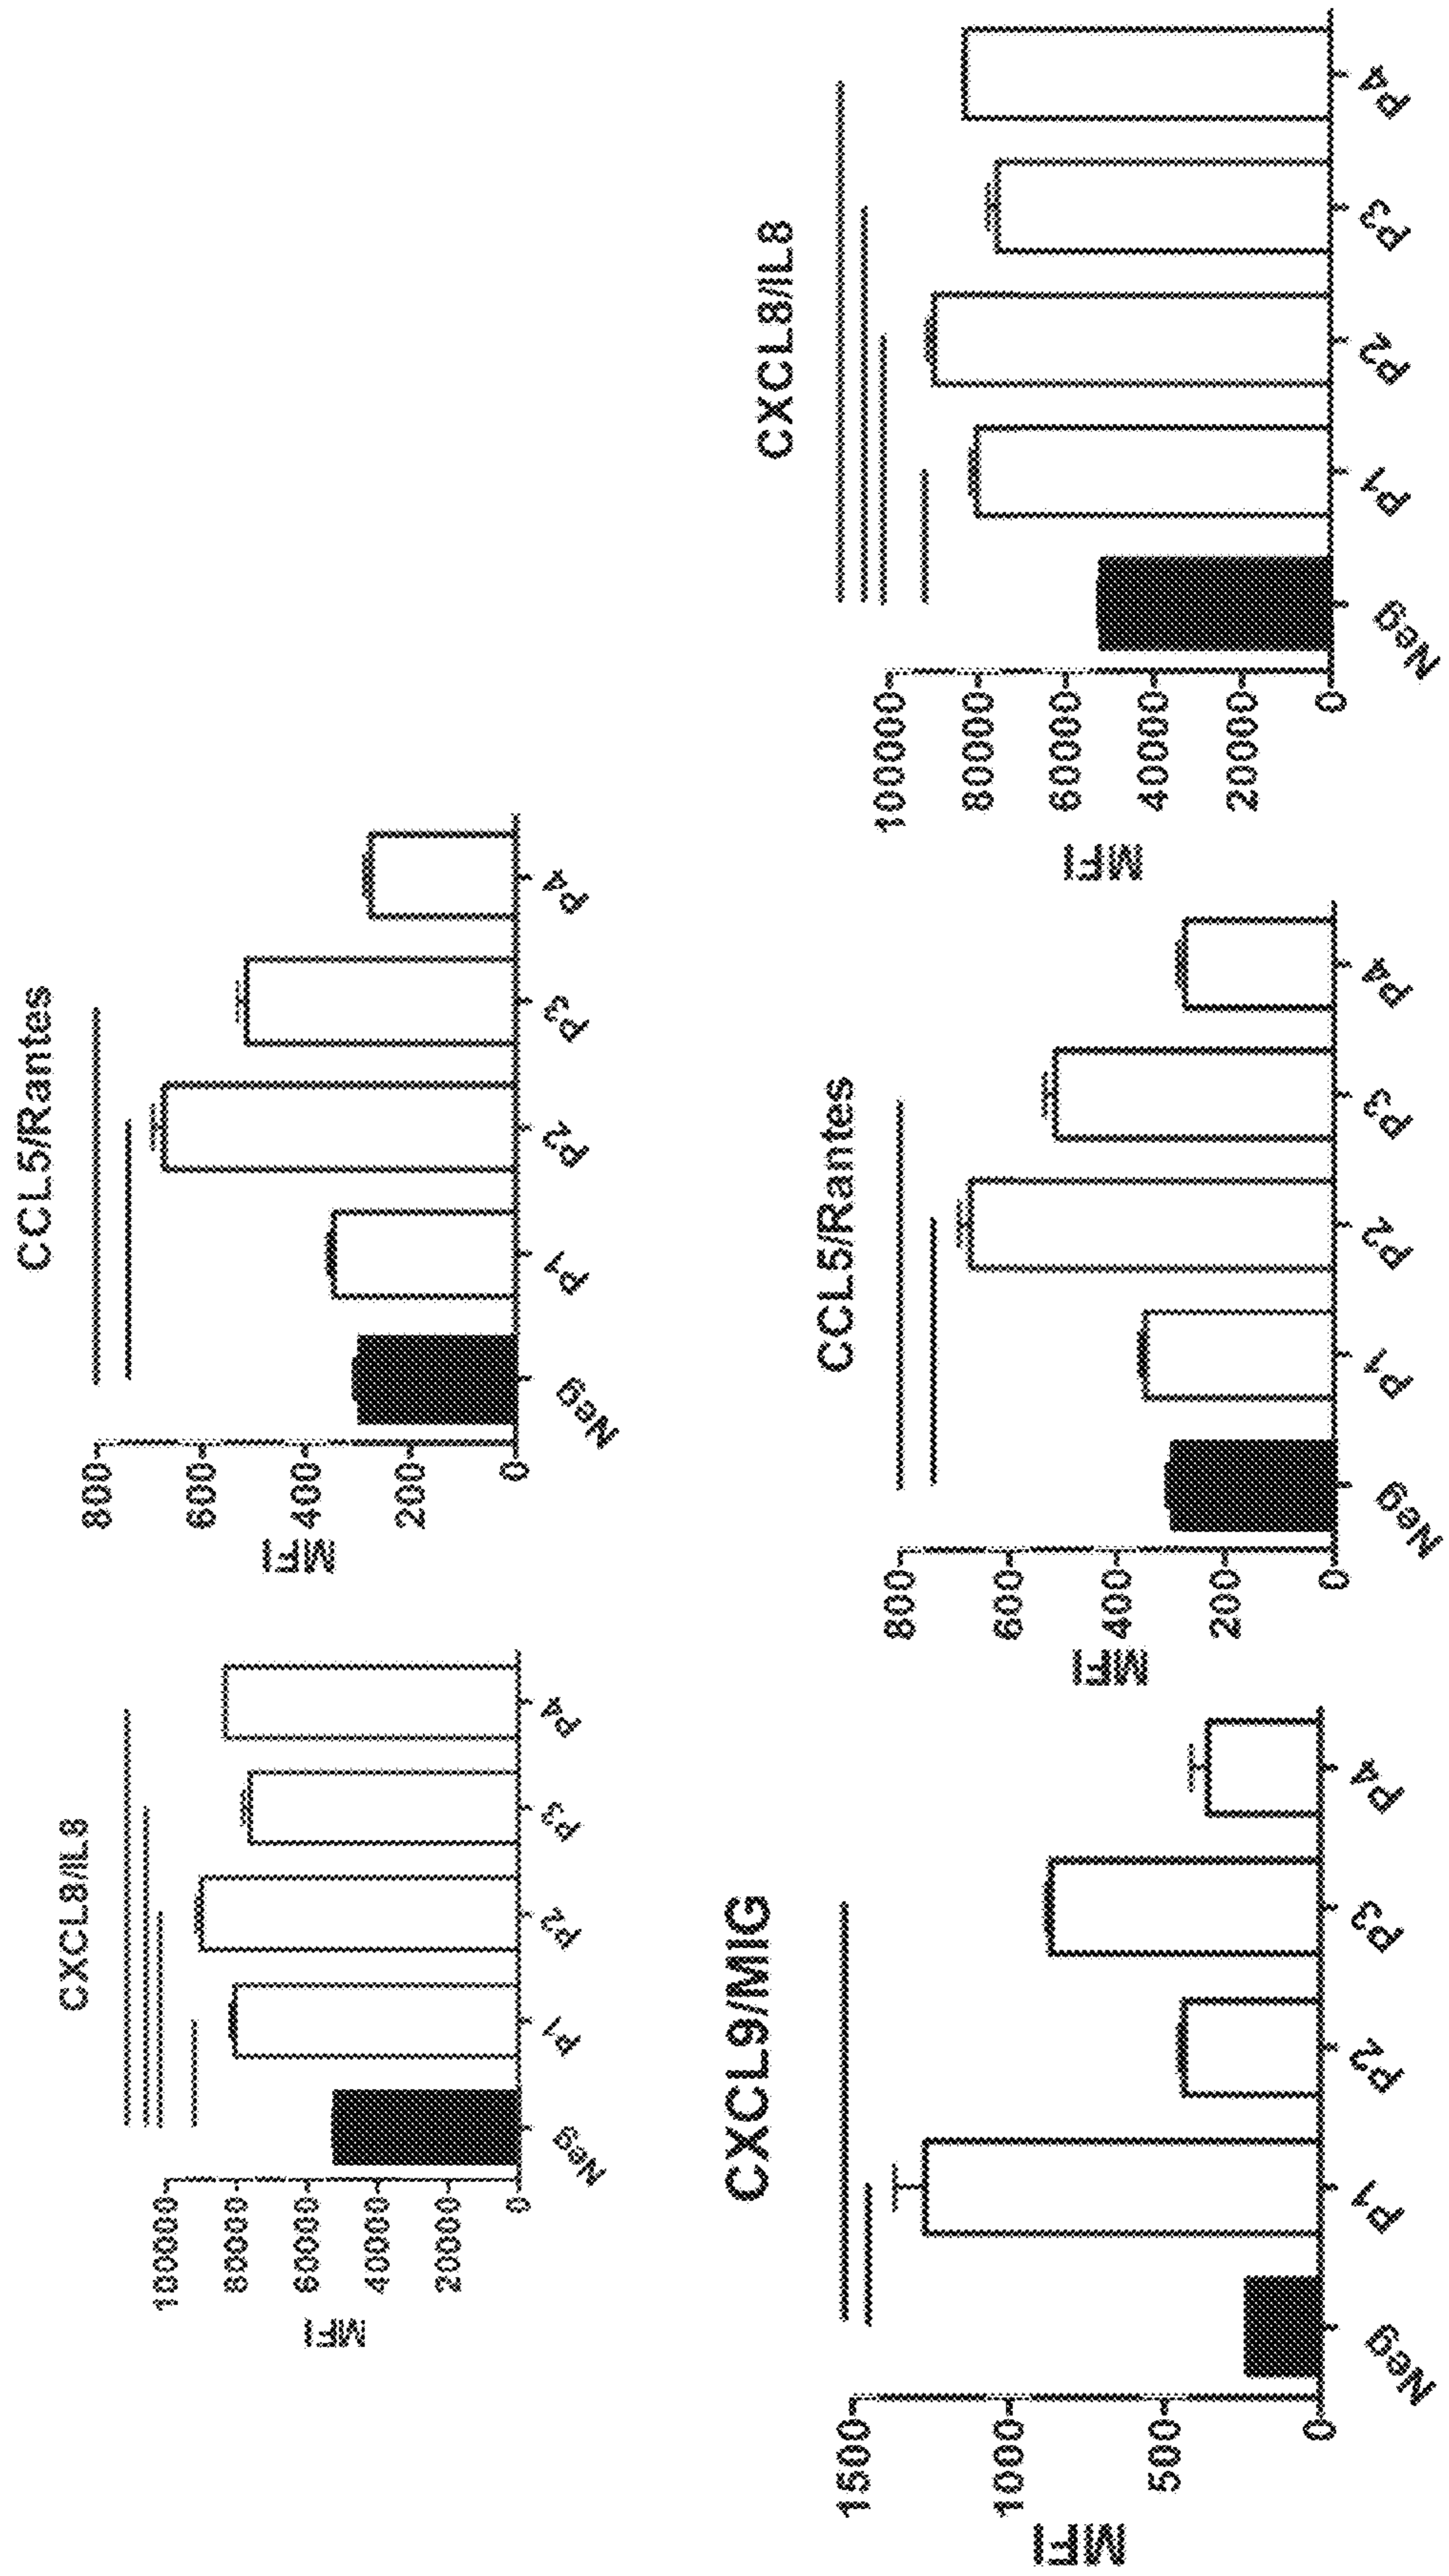 CXCL8/IL8
MFI
100000
80000
60000
40000
20000
0
Neg
P1
P2
P3
P4
CCL5/Rantes
MFI
800
600
400
200
0
Neg
P1
P2
P3
P4
CXCL9/MIG
MFI
1500
1000
500
0
Neg
P1
P2
P3
P4
CCL5/Rantes
MFI
800
600
400
200
0
Neg
P1
P2
P3
P4
CXCL8/IL8
MFI
100000
80000
60000
40000
20000
0
Neg
P1
P2
P3
P4